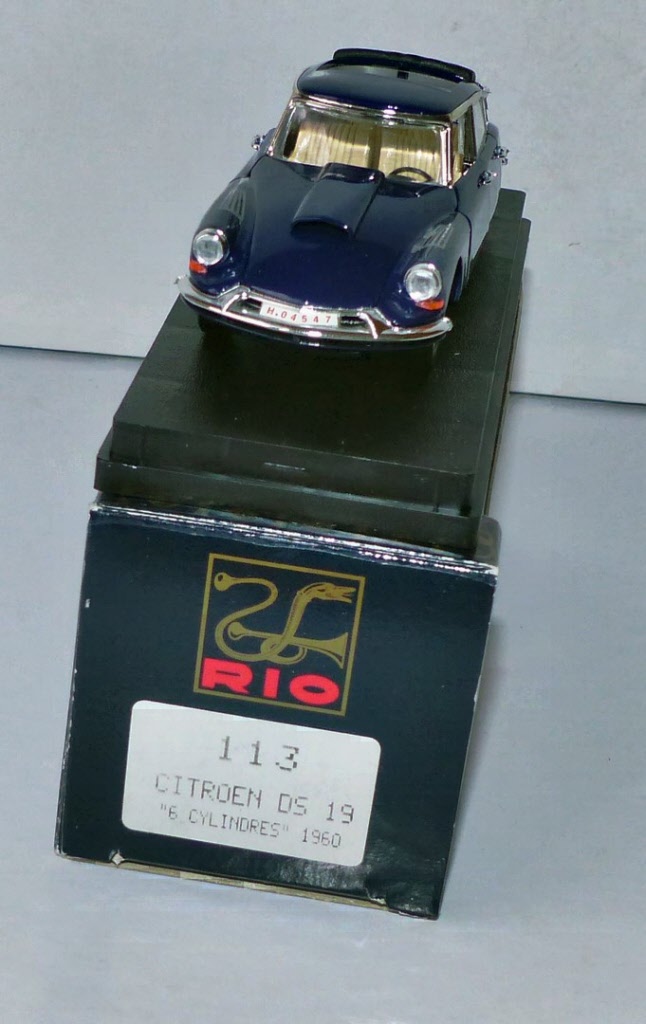 H.04547
RIO
113
CITROEN DS 19
"6 CYLINDRES" 1960